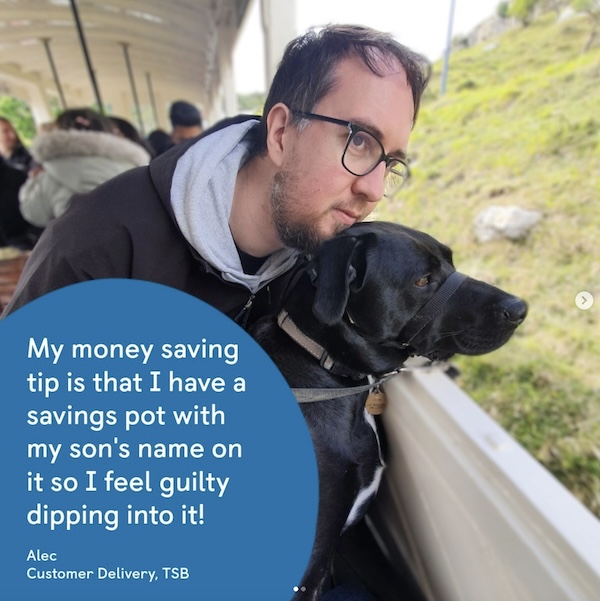 My money saving
tip is that I have a
savings pot with
my son's name on
it so I feel guilty
dipping into it!
Alec
Customer Delivery, TSB